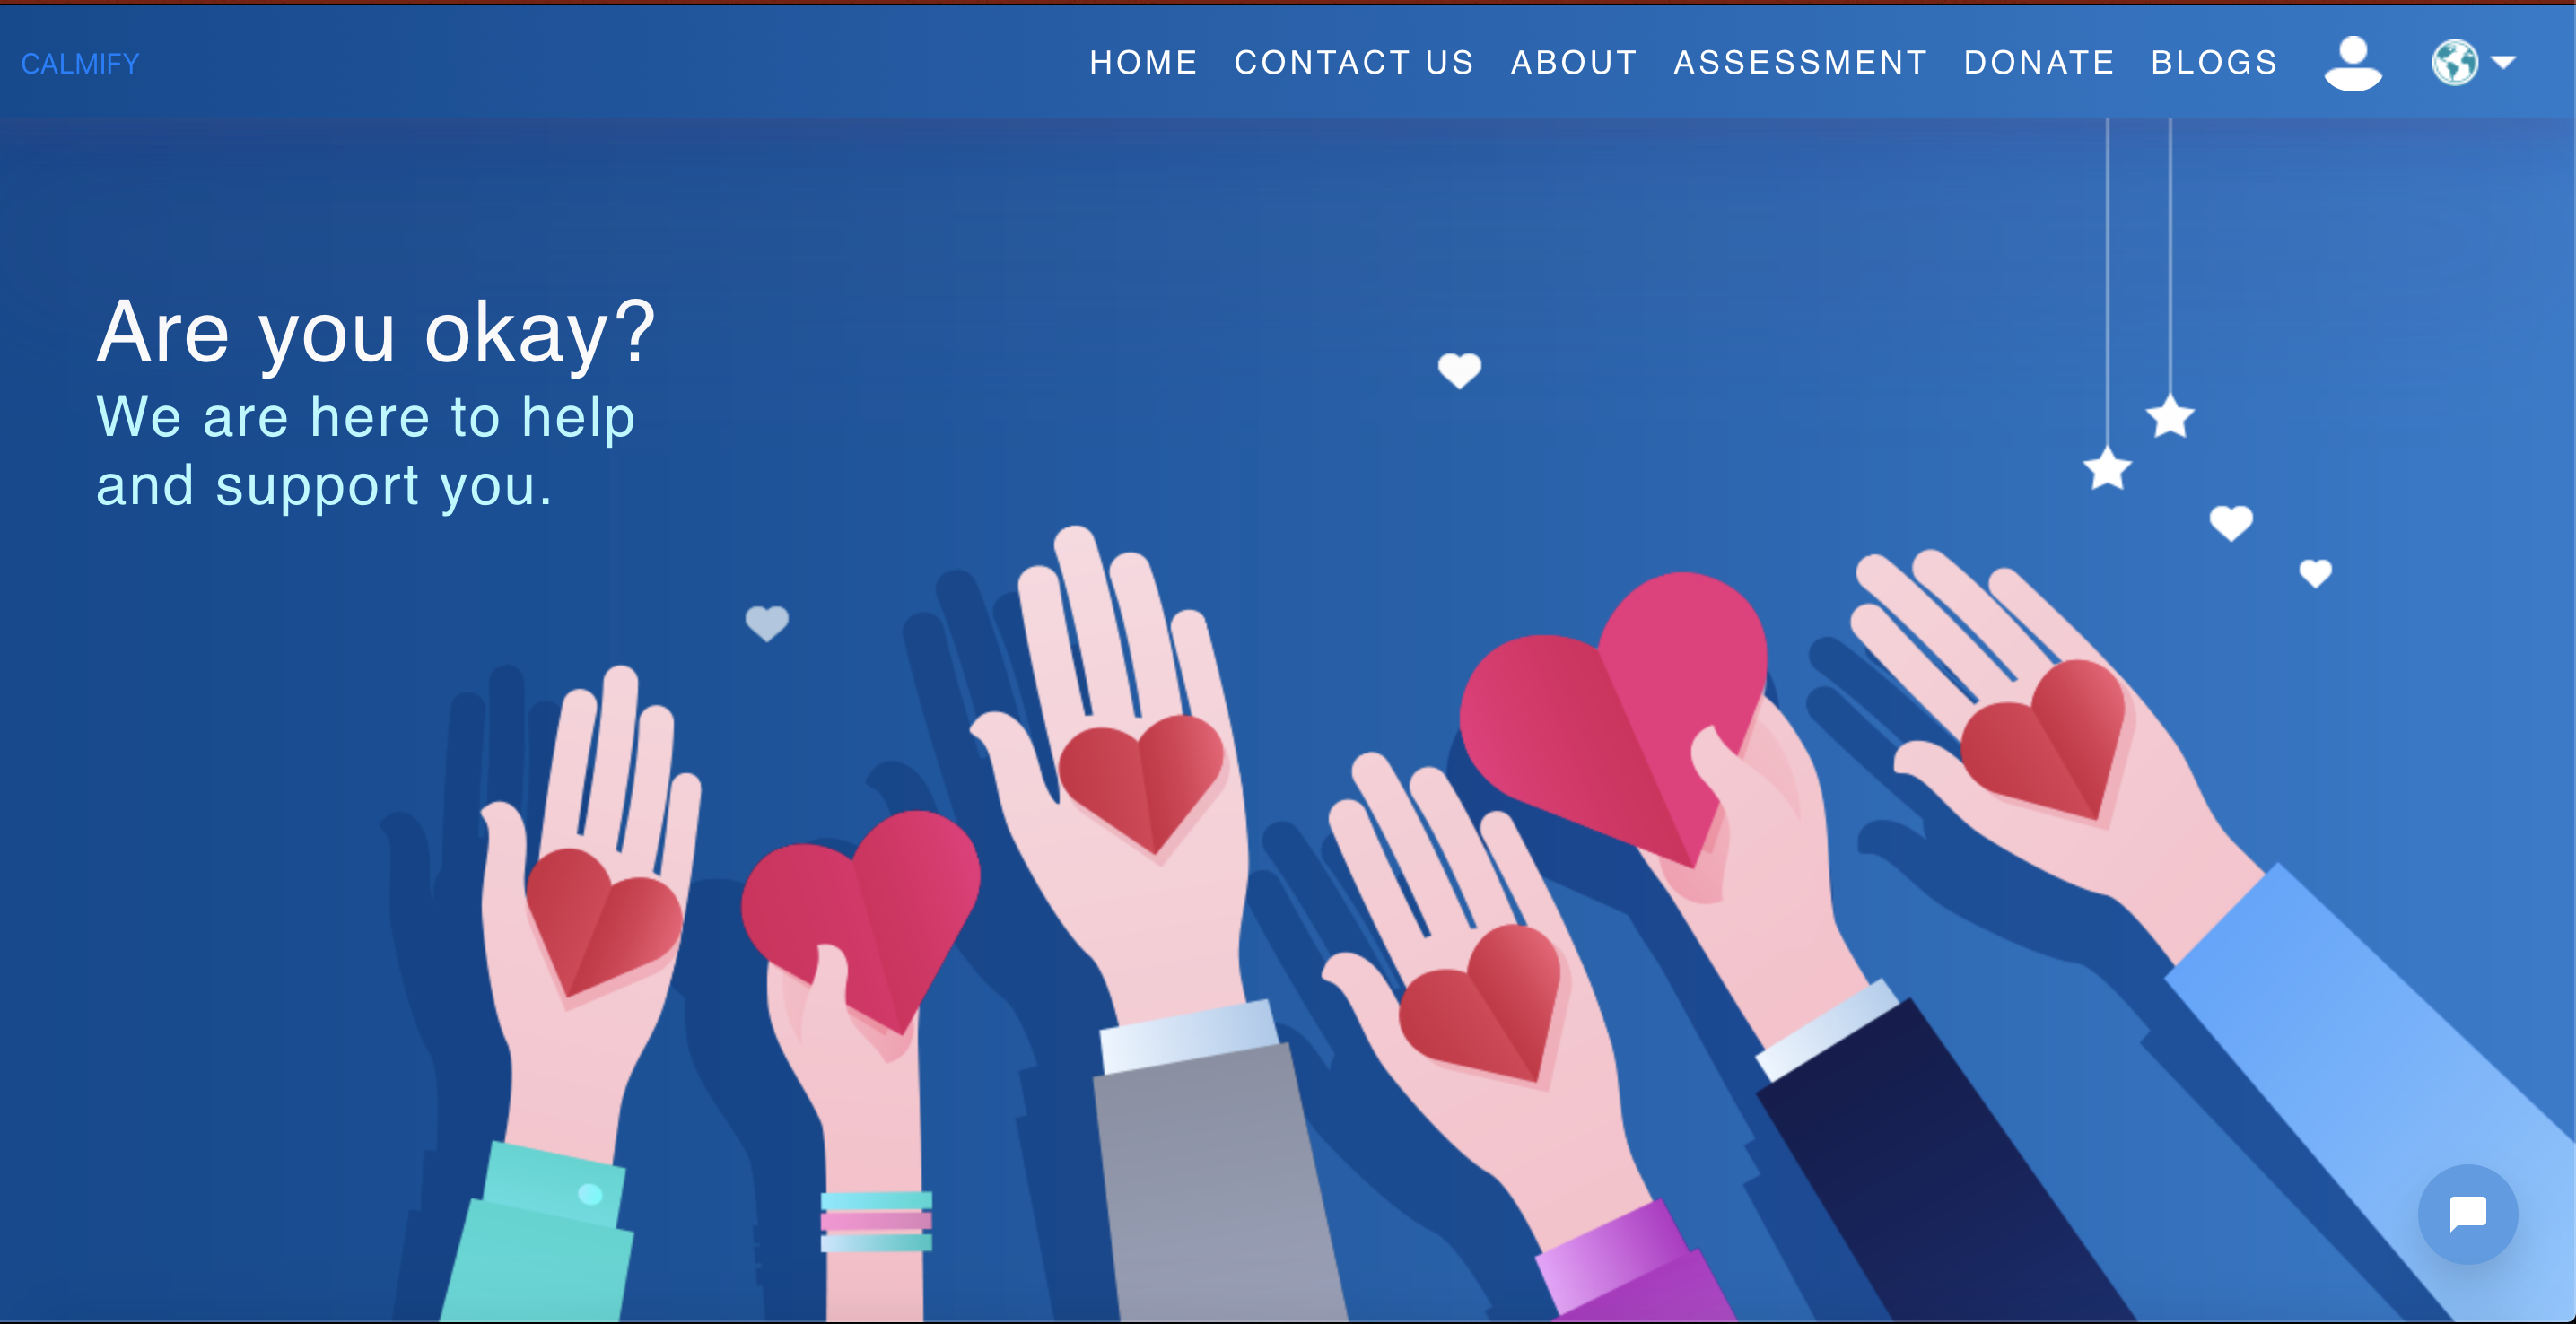 CALMIFY
HOME CONTACT US ABOUT ASSESSMENT DONATE BLOGS
Are you okay?
We are here to help
and support you.